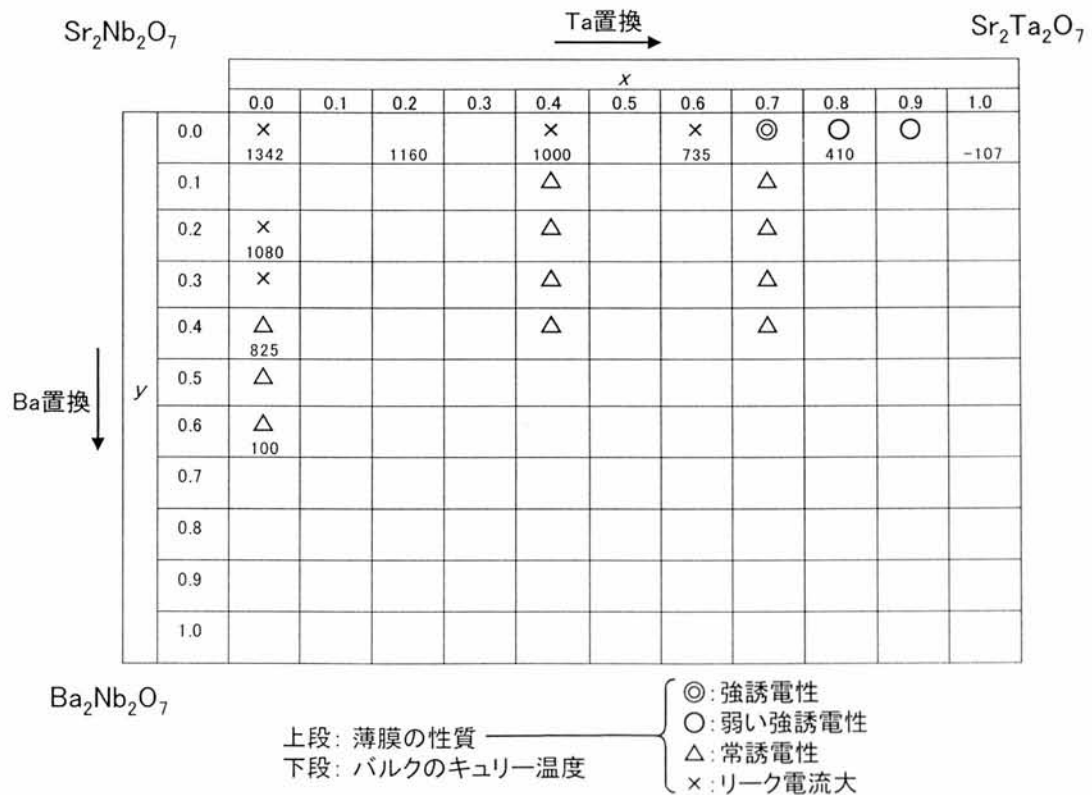 Sr2Nb2O7
Ta置換
Sr2Ta2O7
x
0.0 0.1 0.2 0.3 0.4 0.5 0.6 0.7 0.8 0.9 1.0
0.0 × × × ◎ ○ ○
1342 1160 1000 735 410 -107
0.1 △ △
0.2 × △ △
1080
0.3 × △ △
0.4 △ △ △
825
Ba置換
y
0.5 △
0.6 △
100
0.7
0.8
0.9
1.0
Ba2Nb2O7
上段: 薄膜の性質
下段: バルクのキュリー温度
◎:強誘電性
○:弱い強誘電性
△:常誘電性
×:リーク電流大